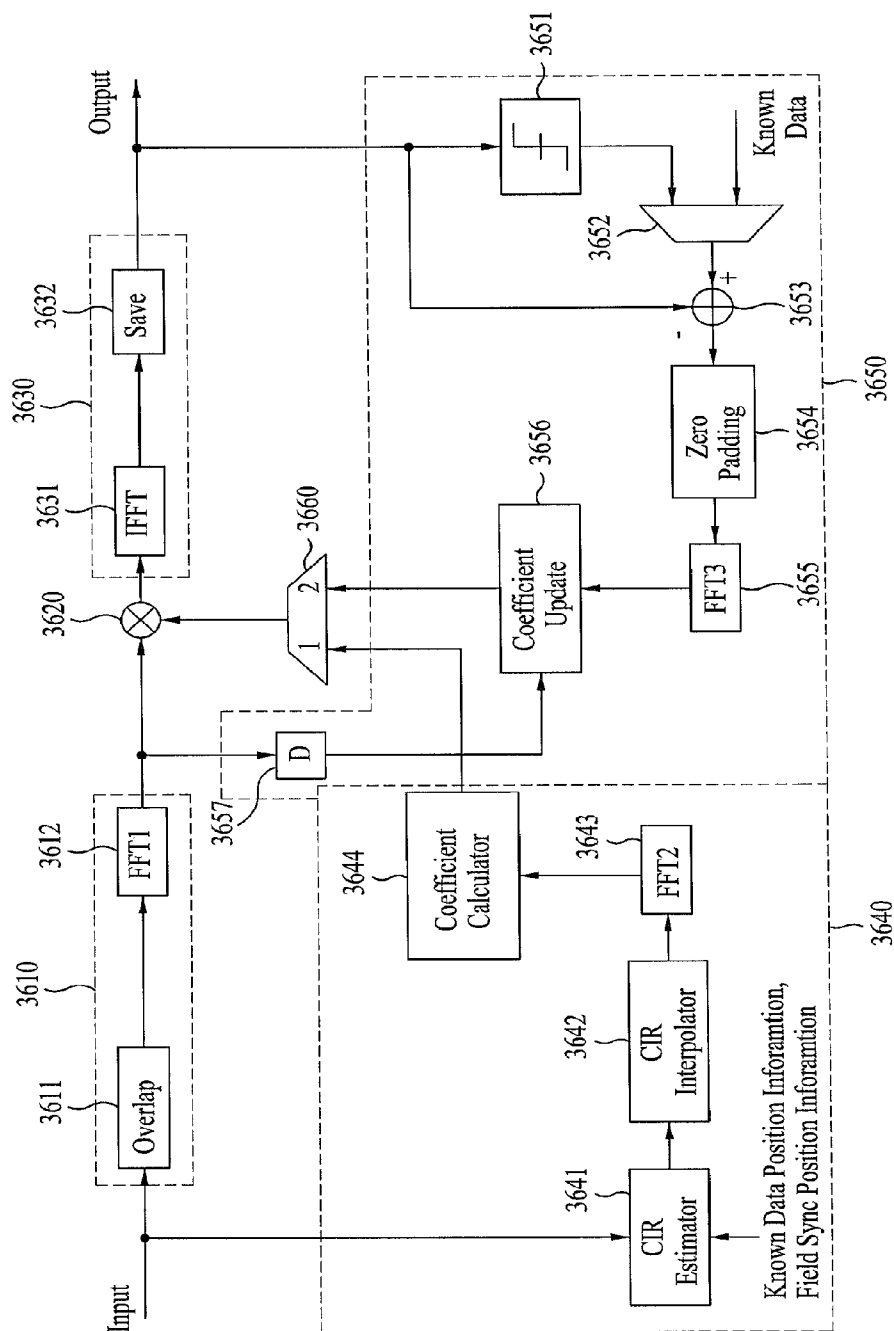 Input
Output
3610
3611
Overlap
3612
FFT1
3620
3630
3631
IFFT
3632
Save
3657
D
3660
1
2
3651
3652
Known
Data
+
-
3653
3654
Zero
Padding
3655
FFT3
3656
Coefficient
Update
3650
3644
Coefficient
Calculator
3643
FFT2
3642
CIR
Interpolator
3641
CIR
Estimator
3640
Known Data Position Inforamtion,
Field Sync Position Inforamtion